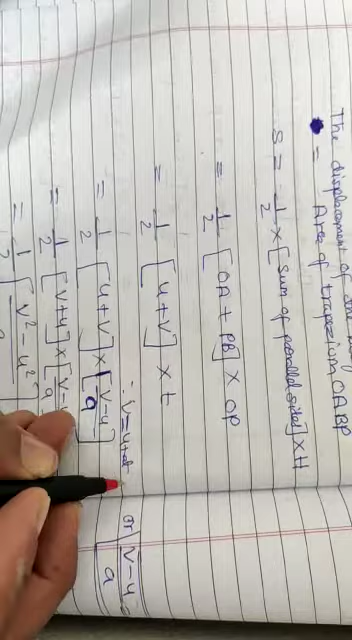 The displacement of the
= Area of trapezium OABP
S = 1/2 × [Sum of parallel sides] × H
= 1/2 [OA + PB] × OP
= 1/2 [u + v] × t
∵ v = u + at or v - u / a
= 1/2 [u + v] × [v - u / a]
= 1/2 [v + u] × [v - u / a
= 1/2 [v² - u²